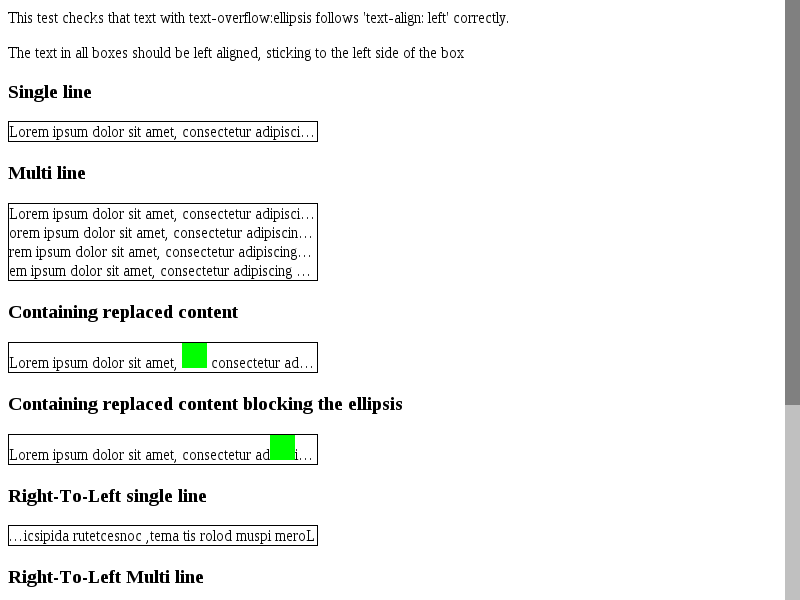 This test checks that text with text-overflow:ellipsis follows 'text-align: left' correctly.
The text in all boxes should be left aligned, sticking to the left side of the box
Single line
Lorem ipsum dolor sit amet, consectetur adipisci…
Multi line
Lorem ipsum dolor sit amet, consectetur adipisci…
orem ipsum dolor sit amet, consectetur adipiscin…
rem ipsum dolor sit amet, consectetur adipiscing…
em ipsum dolor sit amet, consectetur adipiscing …
Containing replaced content
Lorem ipsum dolor sit amet, consectetur ad…
Containing replaced content blocking the ellipsis
Lorem ipsum dolor sit amet, consectetur ad i…
Right-To-Left single line
…icsipida rutetcesnoc ,tema tis rolod muspi meroL
Right-To-Left Multi line